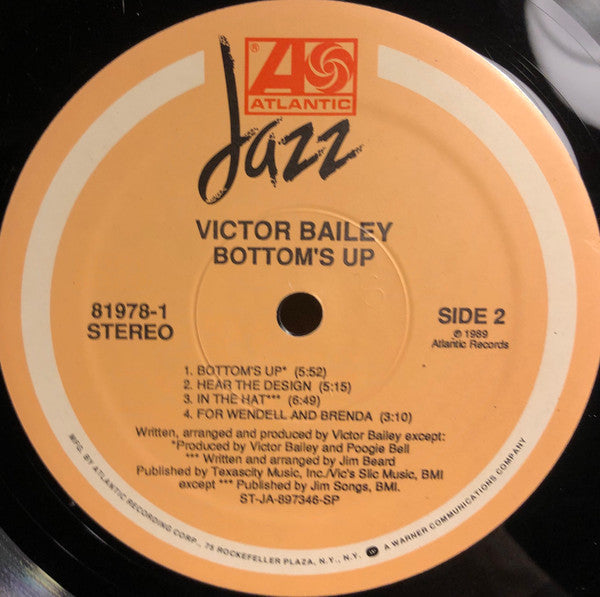 ®
ATLANTIC
Jazz
VICTOR BAILEY
BOTTOM'S UP
81978-1
STEREO
SIDE 2
℗ 1989
Atlantic Records
1. BOTTOM'S UP* (5:52)
2. HEAR THE DESIGN (5:15)
3. IN THE HAT*** (6:49)
4. FOR WENDELL AND BRENDA (3:10)
Written, arranged and produced by Victor Bailey except:
*Produced by Victor Bailey and Poogie Bell
*** Written and arranged by Jim Beard
Published by Texascity Music, Inc./Vic's Slic Music, BMI
except *** Published by Jim Songs, BMI.
ST-JA-897346-SP
MFG. BY ATLANTIC RECORDING CORP., 75 ROCKEFELLER PLAZA, N.Y., N.Y. A WARNER COMMUNICATIONS COMPANY